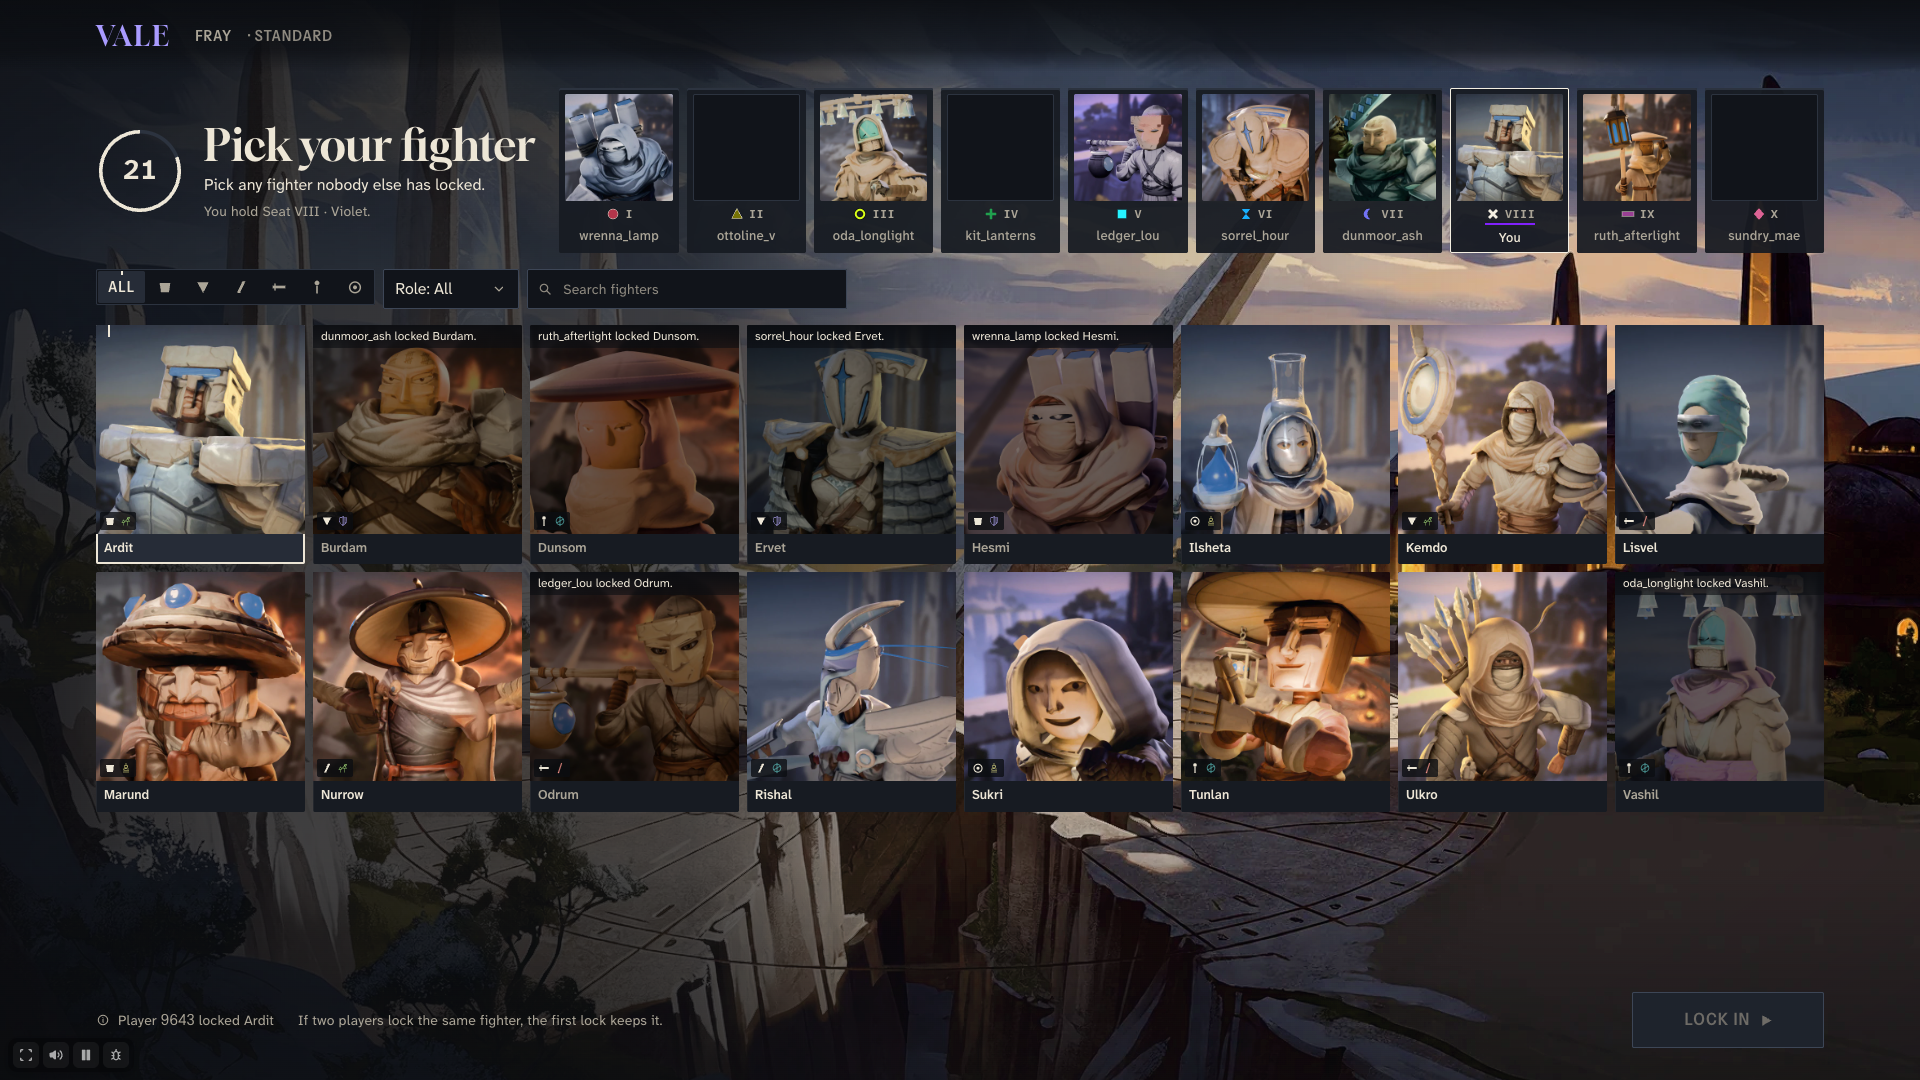 VALE FRAY · STANDARD
21
Pick your fighter
Pick any fighter nobody else has locked.
You hold Seat VIII · Violet.
I
wrenna_lamp
II
ottoline_v
III
oda_longlight
IV
kit_lanterns
V
ledger_lou
VI
sorrel_hour
VII
dunmoor_ash
VIII
You
IX
ruth_afterlight
X
sundry_mae
ALL
Role: All
Search fighters
Ardit
dunmoor_ash locked Burdam.
Burdam
ruth_afterlight locked Dunsom.
Dunsom
sorrel_hour locked Ervet.
Ervet
wrenna_lamp locked Hesmi.
Hesmi
Ilsheta
Kemdo
Lisvel
Marund
Nurrow
ledger_lou locked Odrum.
Odrum
Rishal
Sukri
Tunlan
Ulkro
oda_longlight locked Vashil.
Vashil
Player 9643 locked Ardit
If two players lock the same fighter, the first lock keeps it.
LOCK IN